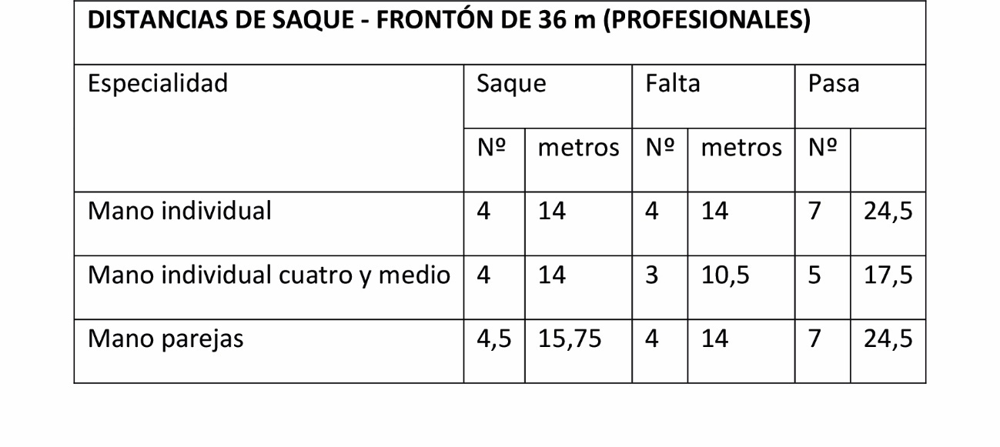 DISTANCIAS DE SAQUE - FRONTÓN DE 36 m (PROFESIONALES)
Especialidad Saque Falta Pasa
Nº metros Nº metros Nº
Mano individual 4 14 4 14 7 24,5
Mano individual cuatro y medio 4 14 3 10,5 5 17,5
Mano parejas 4,5 15,75 4 14 7 24,5